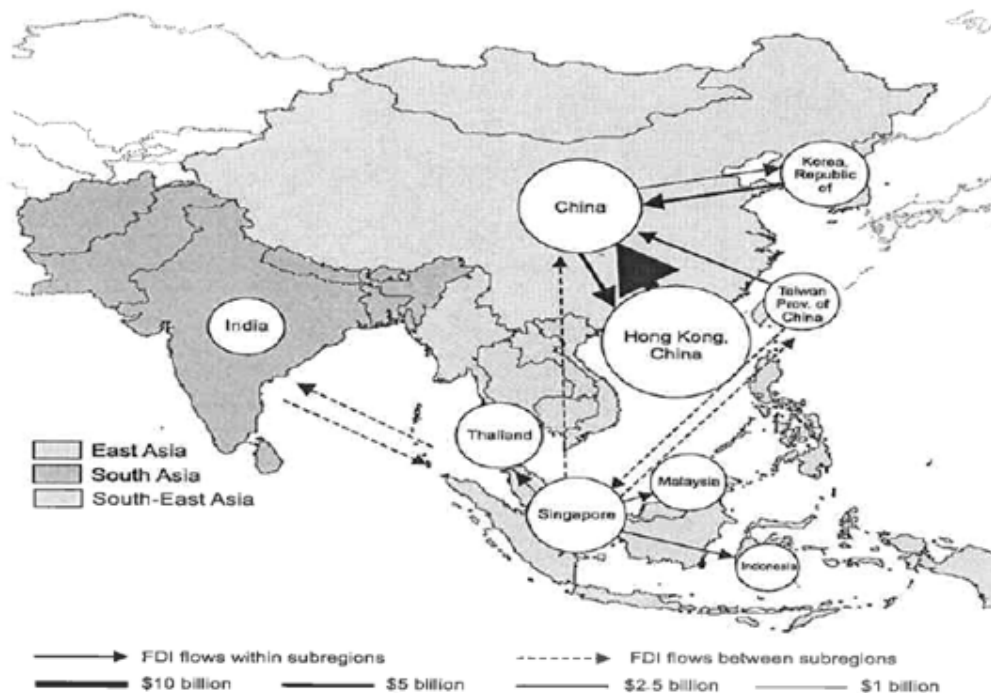 Korea,
Republic
of
China
Taiwan
Prov. of
China
India
Hong Kong,
China
Thailand
Malaysia
Singapore
Indonesia
East Asia
South Asia
South-East Asia
FDI flows within subregions
FDI flows between subregions
$10 billion
$5 billion
$2.5 billion
$1 billion